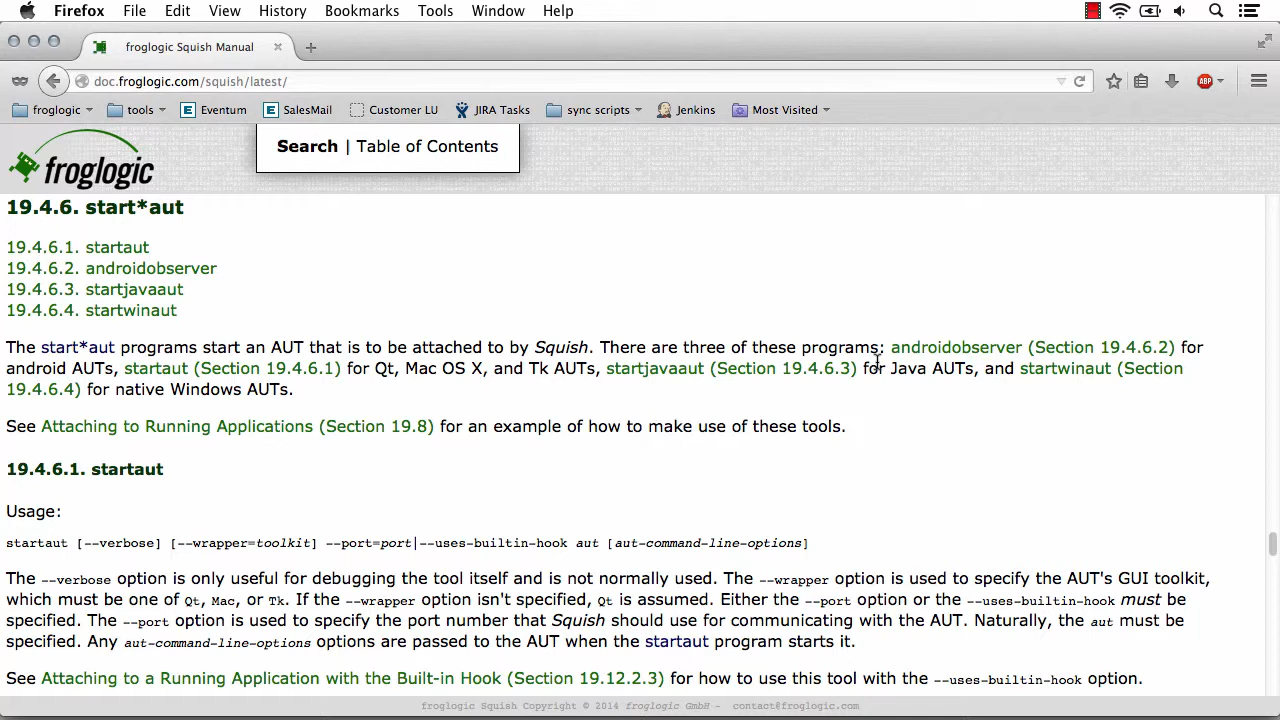 Firefox File Edit View History Bookmarks Tools Window Help
froglogic Squish Manual
doc.froglogic.com/squish/latest/
ABP
froglogic tools Eventum SalesMail Customer LU JIRA Tasks sync scripts Jenkins Most Visited
froglogic
Search | Table of Contents
19.4.6. start*aut
19.4.6.1. startaut
19.4.6.2. androidobserver
19.4.6.3. startjavaaut
19.4.6.4. startwinaut
The start*aut programs start an AUT that is to be attached to by Squish. There are three of these programs: androidobserver (Section 19.4.6.2) for
android AUTs, startaut (Section 19.4.6.1) for Qt, Mac OS X, and Tk AUTs, startjavaaut (Section 19.4.6.3) for Java AUTs, and startwinaut (Section
19.4.6.4) for native Windows AUTs.
See Attaching to Running Applications (Section 19.8) for an example of how to make use of these tools.
19.4.6.1. startaut
Usage:
startaut [--verbose] [--wrapper=toolkit] --port=port|--uses-builtin-hook aut [aut-command-line-options]
The --verbose option is only useful for debugging the tool itself and is not normally used. The --wrapper option is used to specify the AUT's GUI toolkit,
which must be one of Qt, Mac, or Tk. If the --wrapper option isn't specified, Qt is assumed. Either the --port option or the --uses-builtin-hook must be
specified. The --port option is used to specify the port number that Squish should use for communicating with the AUT. Naturally, the aut must be
specified. Any aut-command-line-options options are passed to the AUT when the startaut program starts it.
See Attaching to a Running Application with the Built-in Hook (Section 19.12.2.3) for how to use this tool with the --uses-builtin-hook option.
froglogic Squish Copyright © 2014 froglogic GmbH - contact@froglogic.com